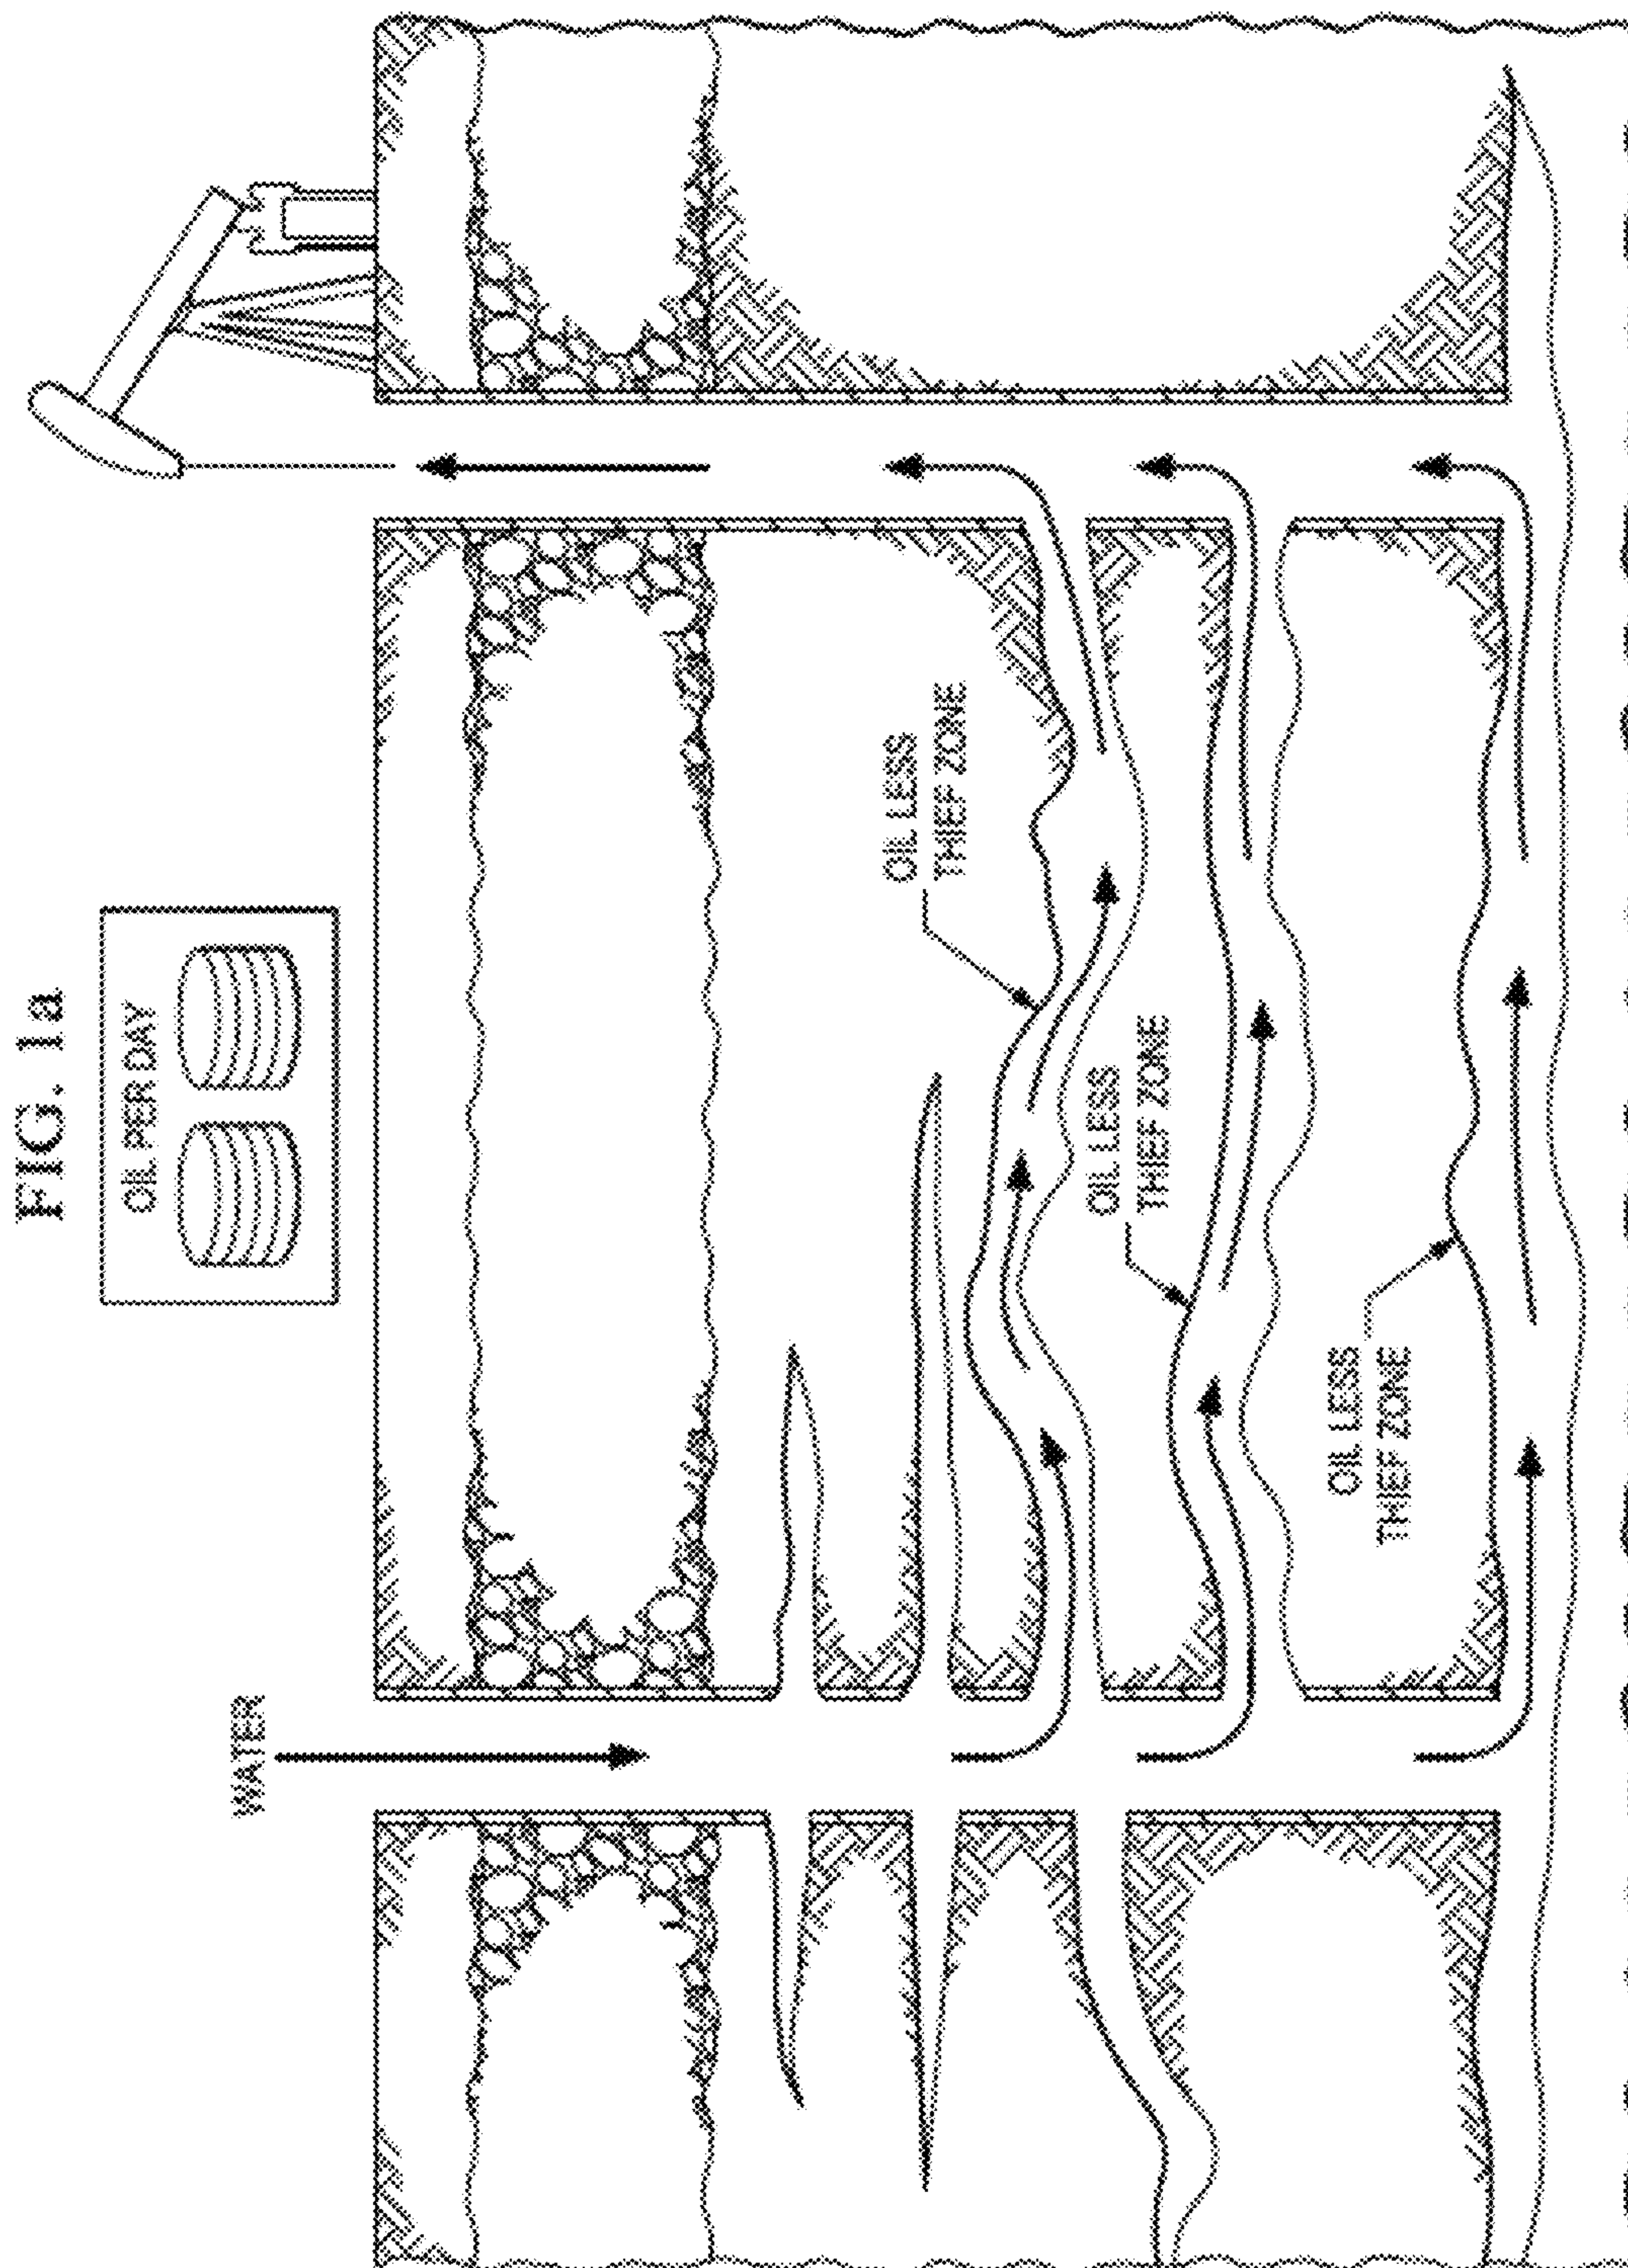 FIG. 1a
OIL PER DAY
WATER
OIL LESS
THIEF ZONE
OIL LESS
THIEF ZONE
OIL LESS
THIEF ZONE